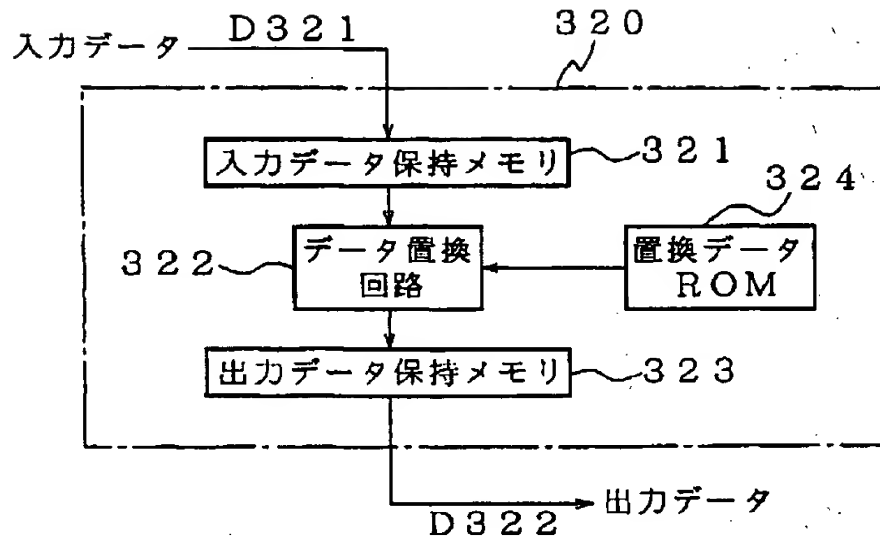 D321
320
入力データ
入力データ保持メモリ
321
324
322
データ置換
回路
置換データ
ROM
出力データ保持メモリ
323
出力データ
D322